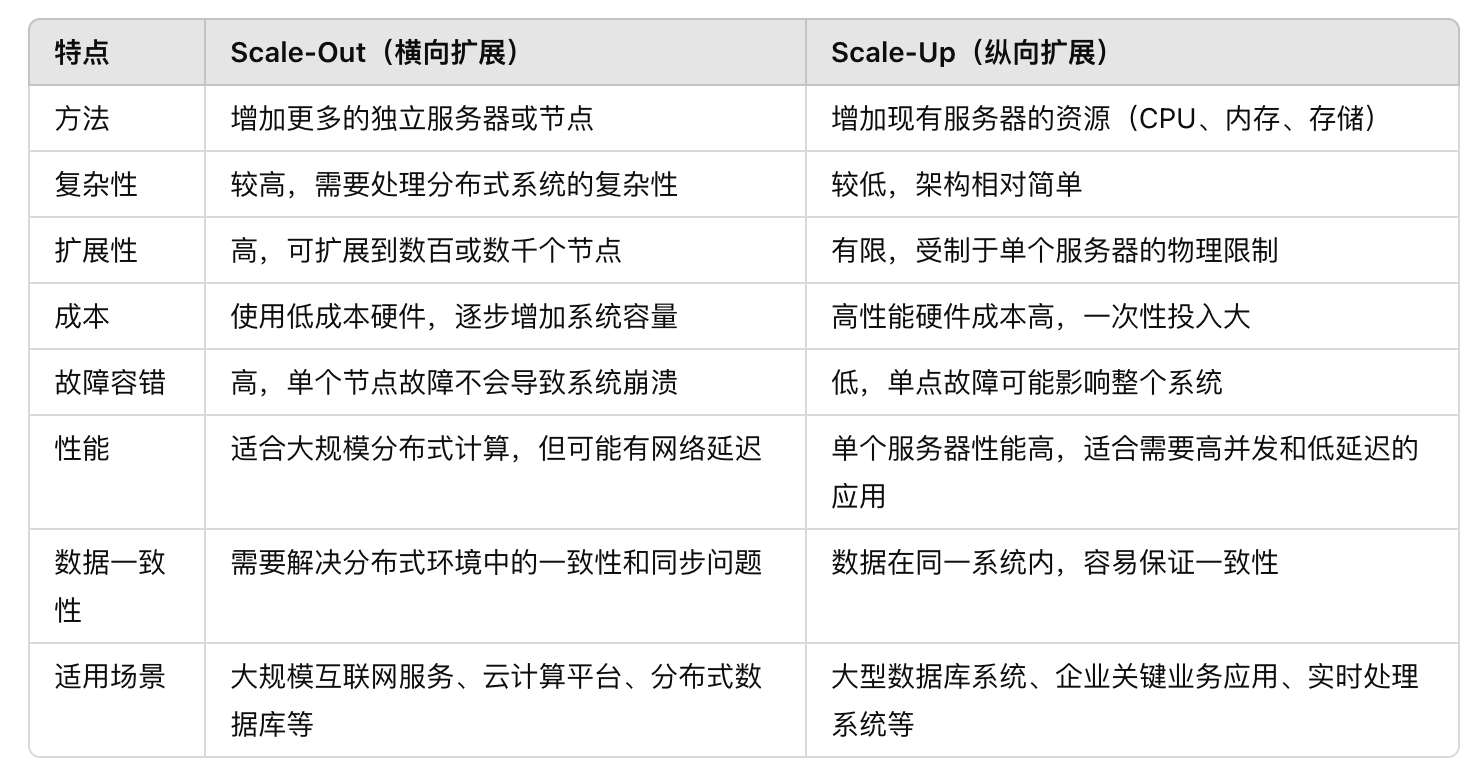 特点 Scale-Out（横向扩展） Scale-Up（纵向扩展）
方法 增加更多的独立服务器或节点 增加现有服务器的资源（CPU、内存、存储）
复杂性 较高，需要处理分布式系统的复杂性 较低，架构相对简单
扩展性 高，可扩展到数百或数千个节点 有限，受制于单个服务器的物理限制
成本 使用低成本硬件，逐步增加系统容量 高性能硬件成本高，一次性投入大
故障容错 高，单个节点故障不会导致系统崩溃 低，单点故障可能影响整个系统
性能 适合大规模分布式计算，但可能有网络延迟 单个服务器性能高，适合需要高并发和低延迟的
应用
数据一致 需要解决分布式环境中的一致性和同步问题 数据在同一系统内，容易保证一致性
性
适用场景 大规模互联网服务、云计算平台、分布式数 大型数据库系统、企业关键业务应用、实时处理
据库等 系统等